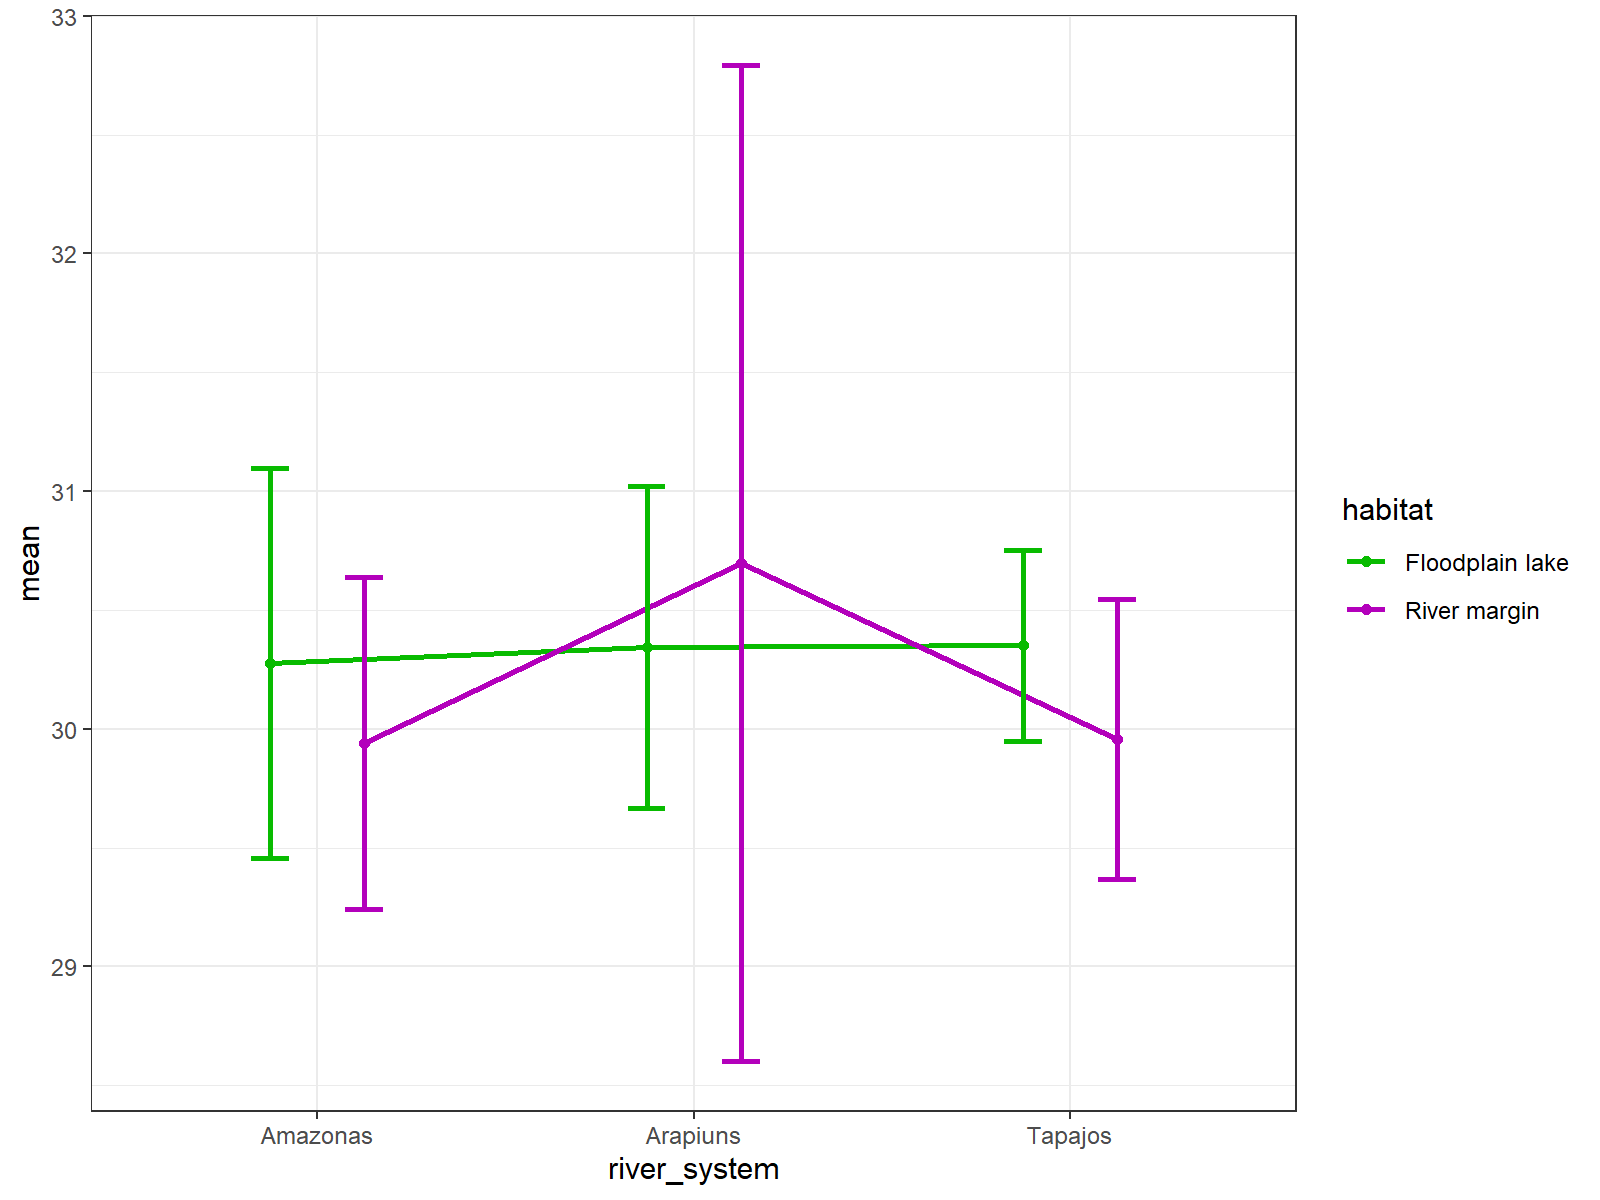 33
32
31
30
29
mean
Amazonas
Arapiuns
Tapajos
river_system
habitat
Floodplain lake
River margin